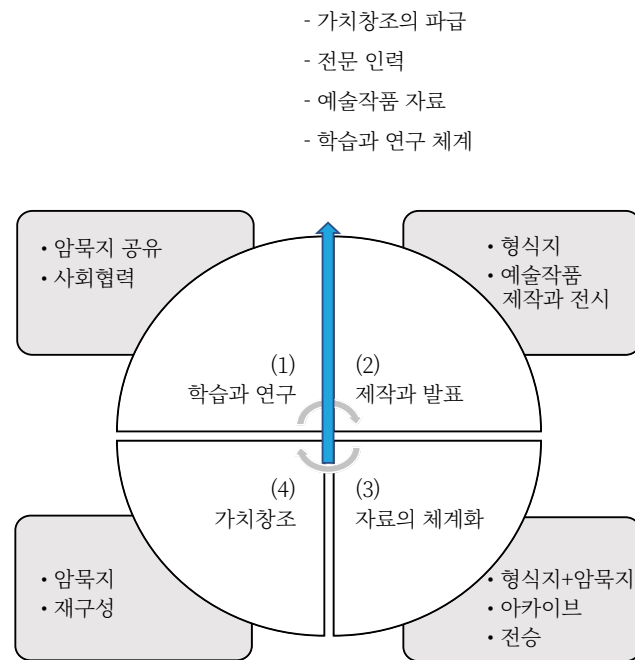 - 가치창조의 파급
- 전문 인력
- 예술작품 자료
- 학습과 연구 체계
• 암묵지 공유
• 사회협력
• 형식지
• 예술작품
제작과 전시
(1)
학습과 연구
(2)
제작과 발표
(4)
가치창조
(3)
자료의 체계화
• 암묵지
• 재구성
• 형식지+암묵지
• 아카이브
• 전승